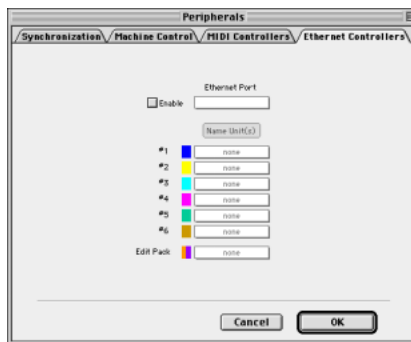 Peripherals
Synchronization Machine Control MIDI Controllers Ethernet Controllers
Ethernet Port
Enable
Name Unit(s)
#1 none
#2 none
#3 none
#4 none
#5 none
#6 none
Edit Pack none
Cancel OK